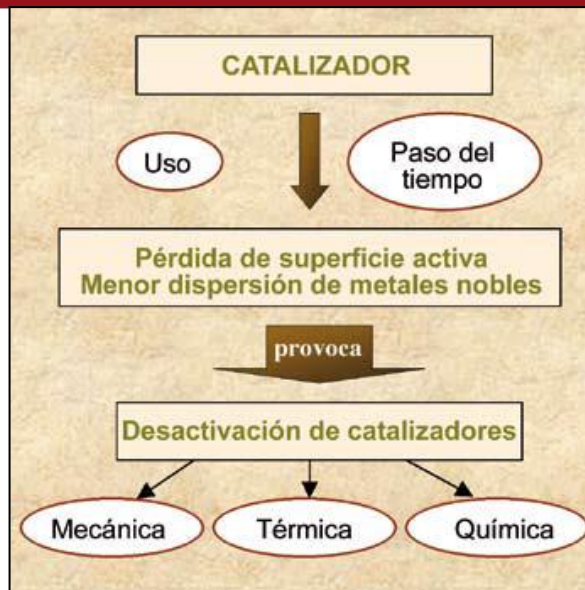 CATALIZADOR
Uso
Paso del
tiempo
Pérdida de superficie activa
Menor dispersión de metales nobles
provoca
Desactivación de catalizadores
Mecánica
Térmica
Química